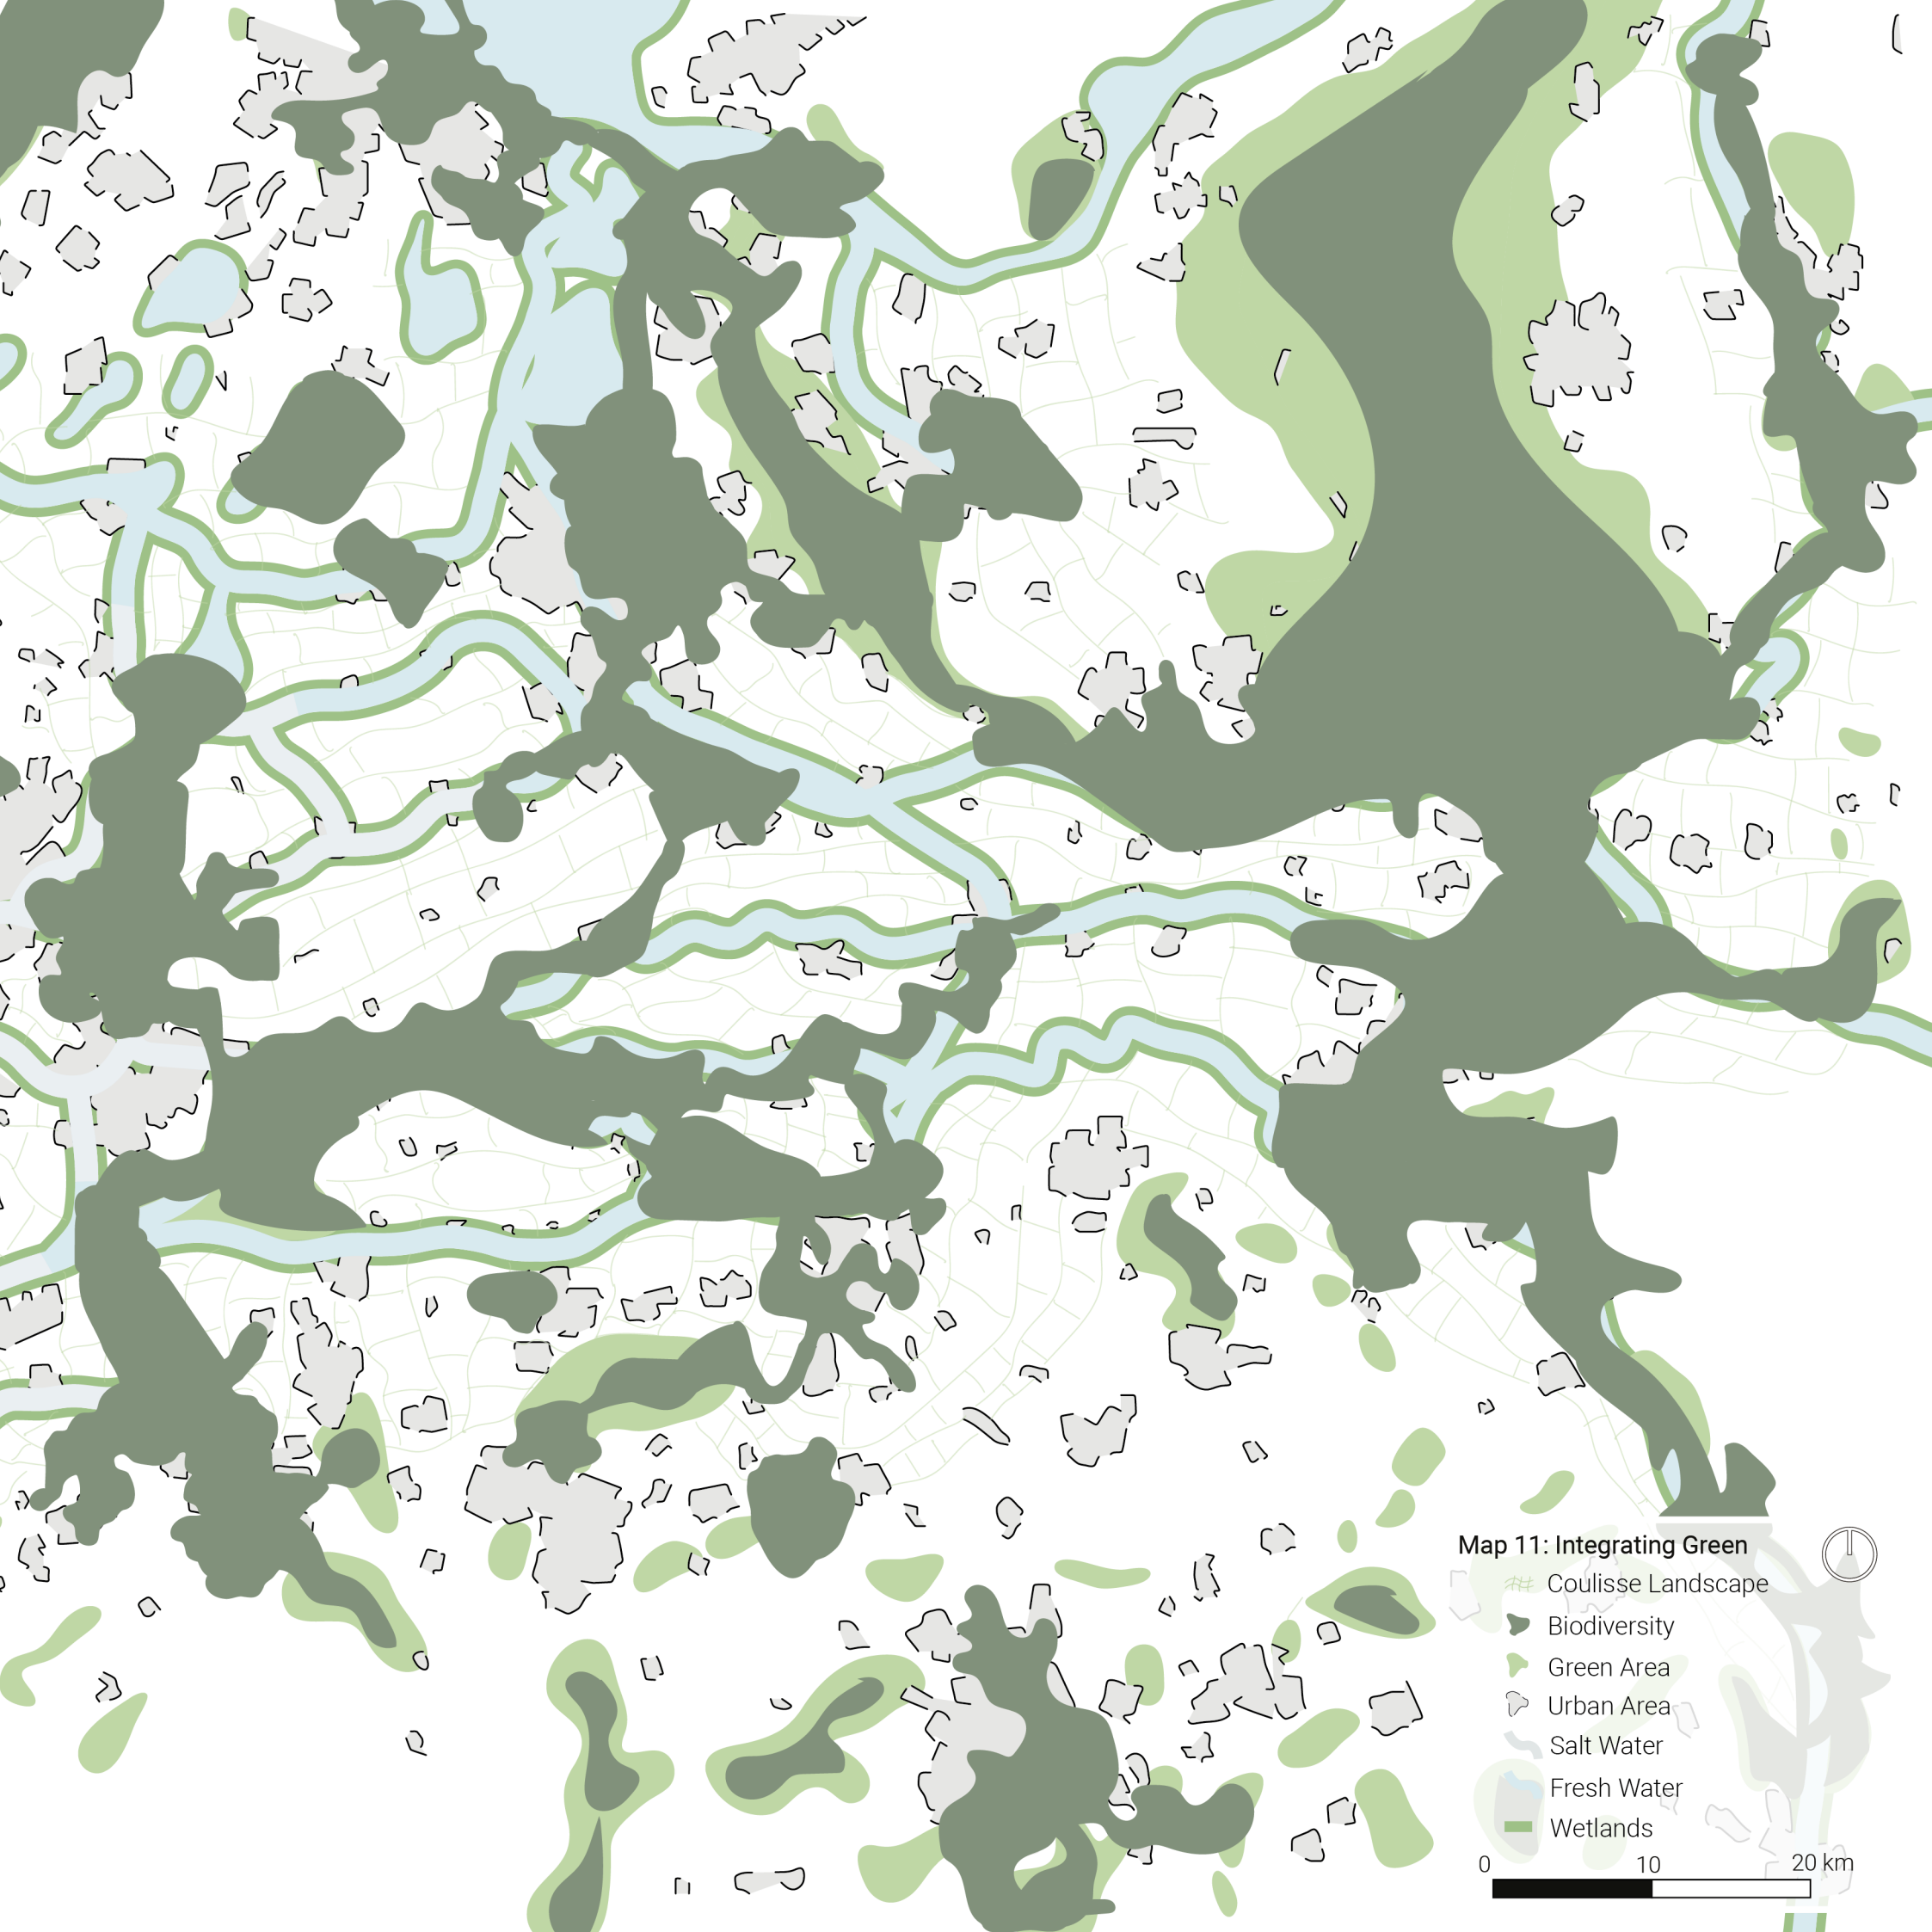 Map 11: Integrating Green
Coulisse Landscape
Biodiversity
Green Area
Urban Area
Salt Water
Fresh Water
Wetlands
0 10 20 km